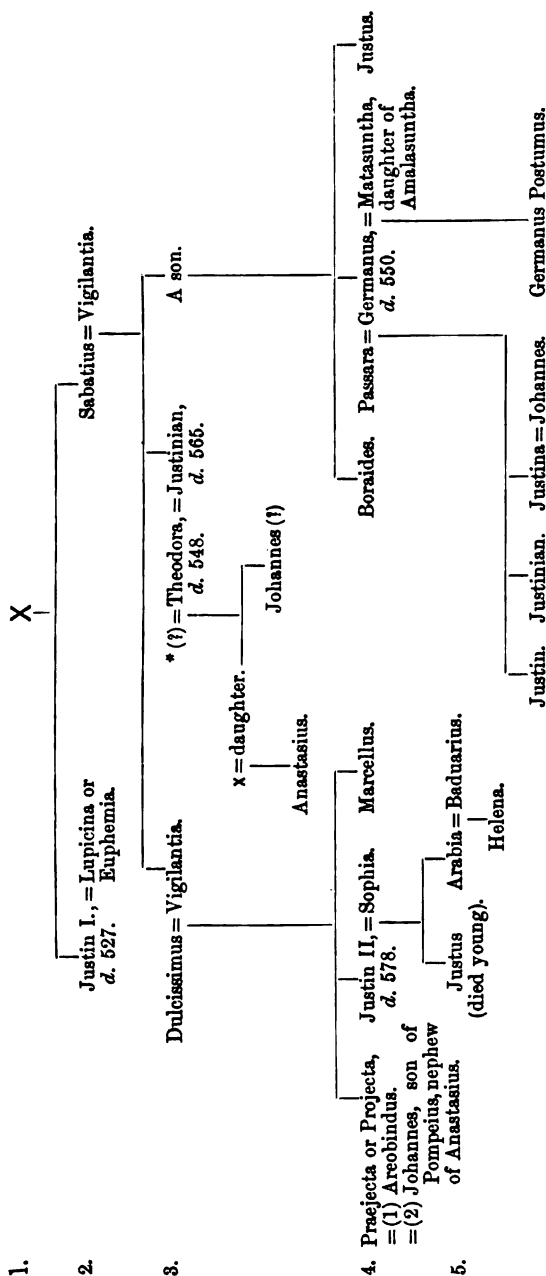 1. X
2. Justin I., = Lupicina or Sabatius = Vigilantia.
d. 527. Euphemia.
3. Dulcissimus = Vigilantia. *(?) = Theodora, = Justinian, A son.
d. 548. d. 565.
x = daughter. Johannes (?)
Anastasius.
4. Praejecta or Projecta, Justin II, = Sophia. Marcellus. Boraides. Passara = Germanus, = Matasuntha, Justus.
= (1) Areobindus. d. 578. d. 550. daughter of
= (2) Johannes, son of Amalasuntha.
Pompeius, nephew
of Anastasius.
5. Justus Arabia = Baduarius. Justin. Justinian. Justina = Johannes. Germanus Postumus.
(died young).
Helena.